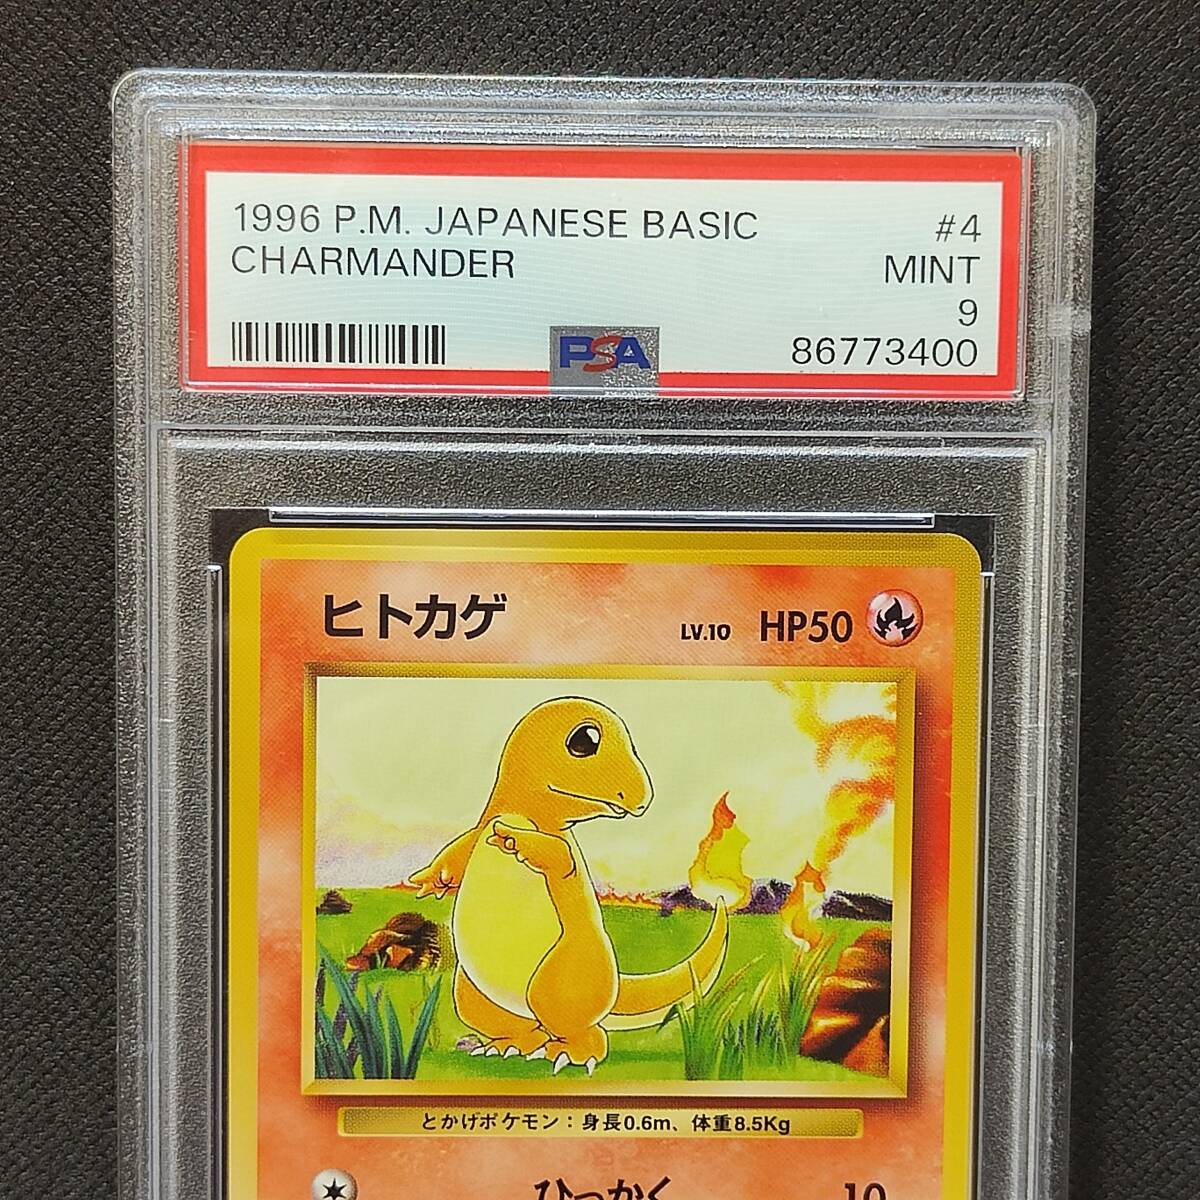 1996 P.M. JAPANESE BASIC #4
CHARMANDER MINT
9
PSA 86773400
ヒトカゲ LV.10 HP50
とかげポケモン：身長0.6m、体重8.5Kg
ひっかく 10